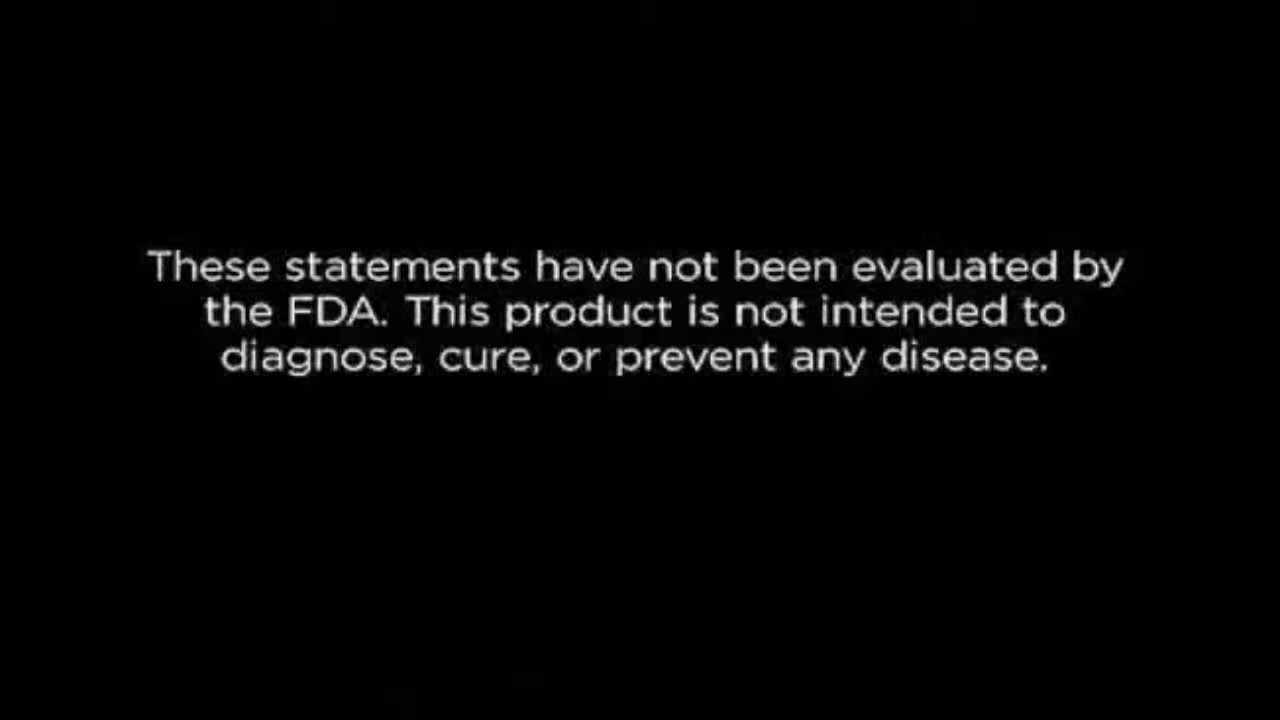 These statements have not been evaluated by
the FDA. This product is not intended to
diagnose, cure, or prevent any disease.